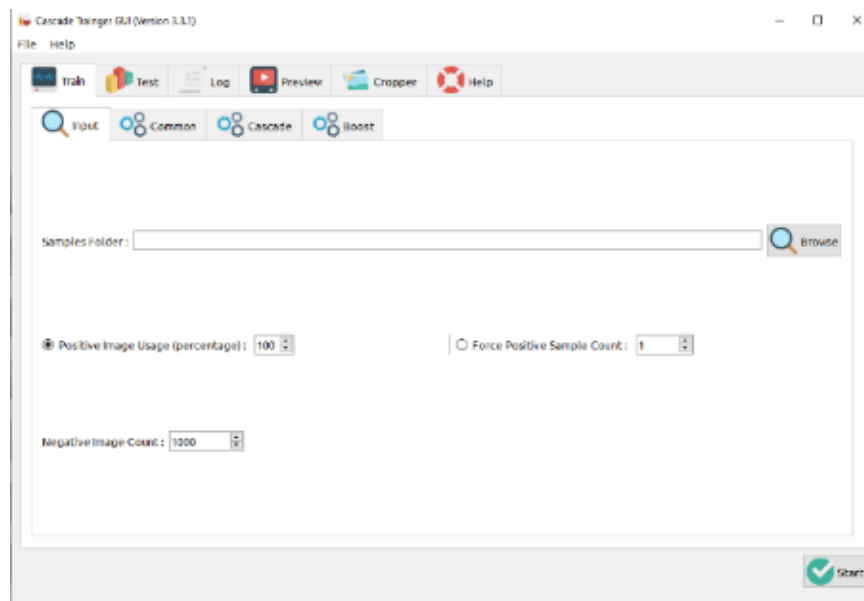 Cascade Trainger GUI (Version 3.3.1)
File Help
Train Test Log Preview Cropper Help
Input Common Cascade Boost
Samples Folder : Browse
Positive Image Usage (percentage) : 100 Force Positive Sample Count : 1
Negative Image Count : 1000
Start